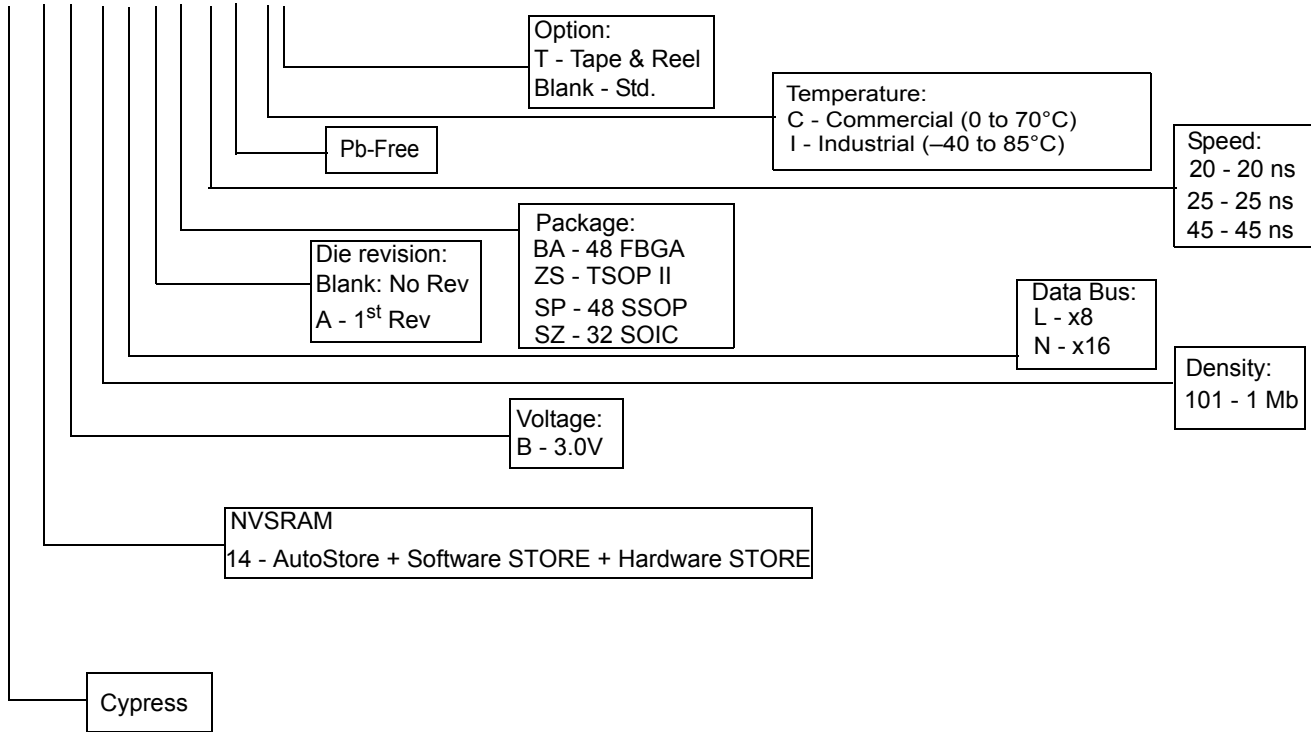 Option:
T - Tape & Reel
Blank - Std.
Temperature:
C - Commercial (0 to 70°C)
I - Industrial (–40 to 85°C)
Pb-Free
Speed:
20 - 20 ns
25 - 25 ns
45 - 45 ns
Package:
BA - 48 FBGA
ZS - TSOP II
SP - 48 SSOP
SZ - 32 SOIC
Die revision:
Blank: No Rev
A - 1st Rev
Data Bus:
L - x8
N - x16
Density:
101 - 1 Mb
Voltage:
B - 3.0V
NVSRAM
14 - AutoStore + Software STORE + Hardware STORE
Cypress